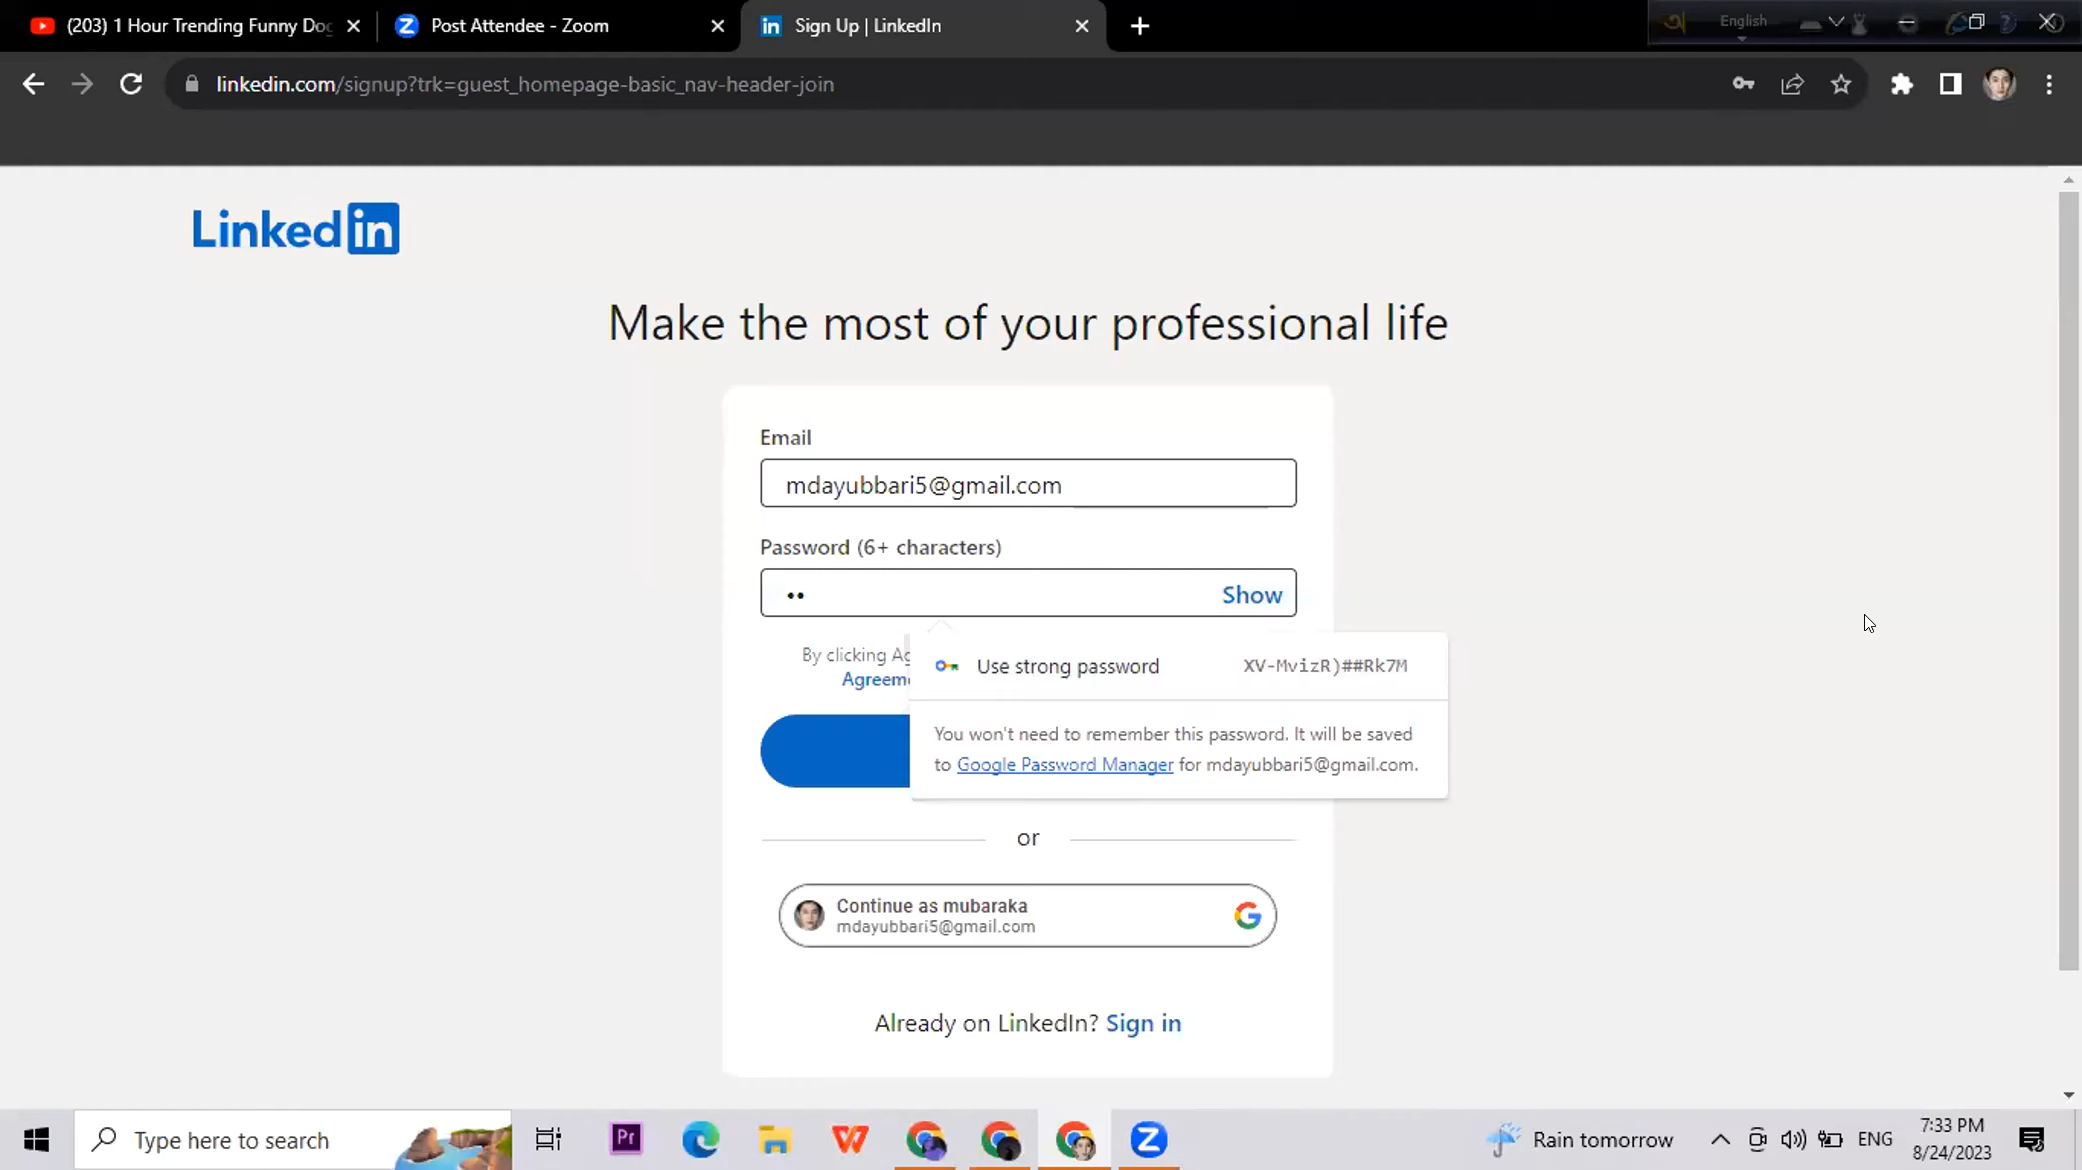 (203) 1 Hour Trending Funny Do
Post Attendee - Zoom
Sign Up | LinkedIn
English
linkedin.com/signup?trk=guest_homepage-basic_nav-header-join
Linkedin
Make the most of your professional life
Email
mdayubbari5@gmail.com
Password (6+ characters)
••
Show
By clicking Ag
Agreeme
Use strong password XV-MvizR)##Rk7M
You won't need to remember this password. It will be saved
to Google Password Manager for mdayubbari5@gmail.com.
or
Continue as mubaraka
mdayubbari5@gmail.com
Already on LinkedIn? Sign in
Type here to search
Pr
Rain tomorrow
ENG
7:33 PM
8/24/2023